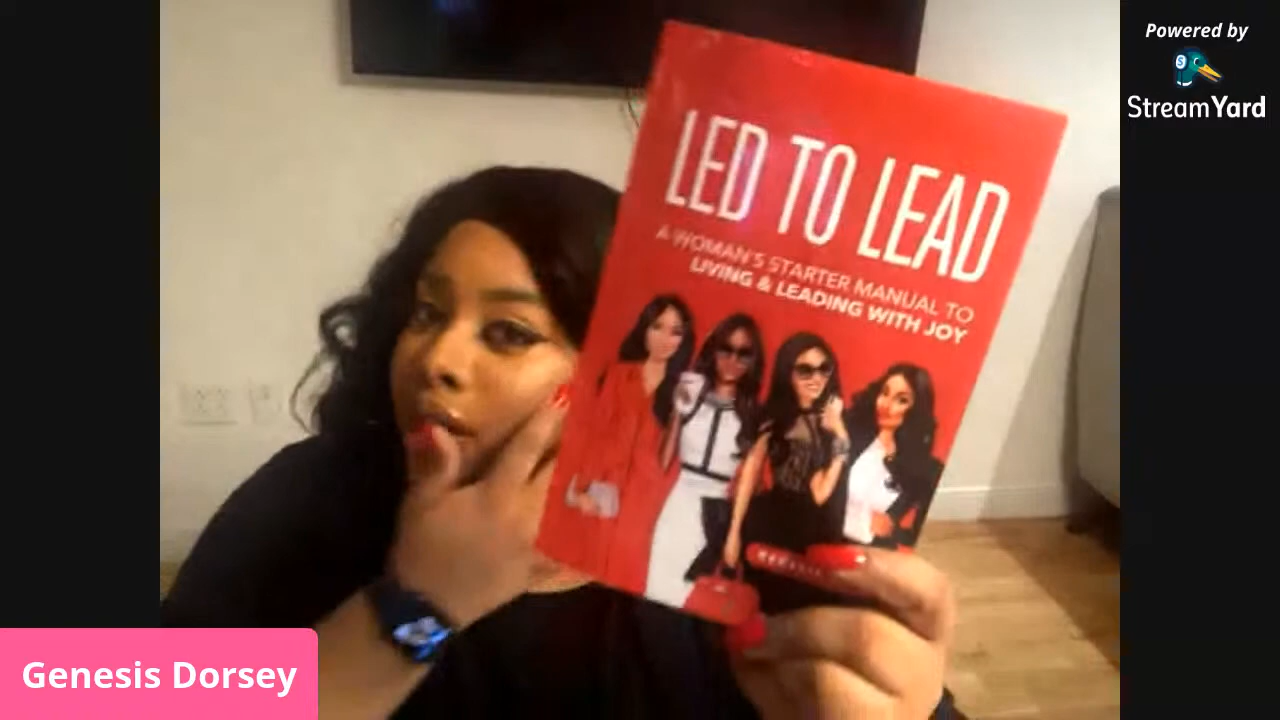 Powered by
StreamYard
LED TO LEAD
A WOMAN'S STARTER MANUAL TO
LIVING & LEADING WITH JOY
Genesis Dorsey